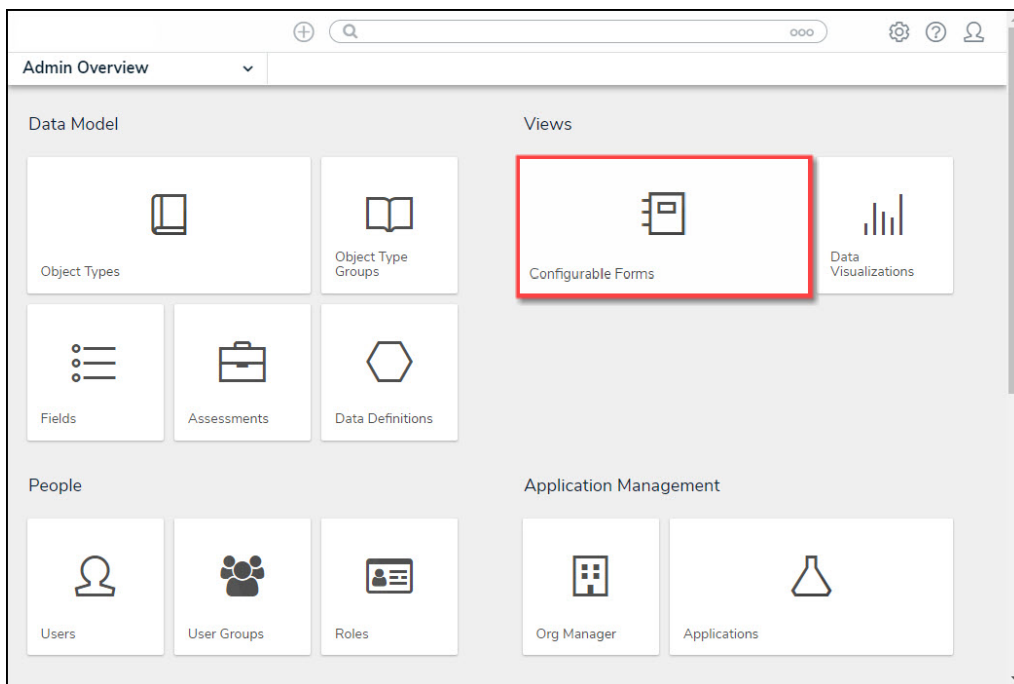 Admin Overview
Data Model
Views
Object Types
Object Type
Groups
Configurable Forms
Data
Visualizations
Fields
Assessments
Data Definitions
People
Application Management
Users
User Groups
Roles
Org Manager
Applications